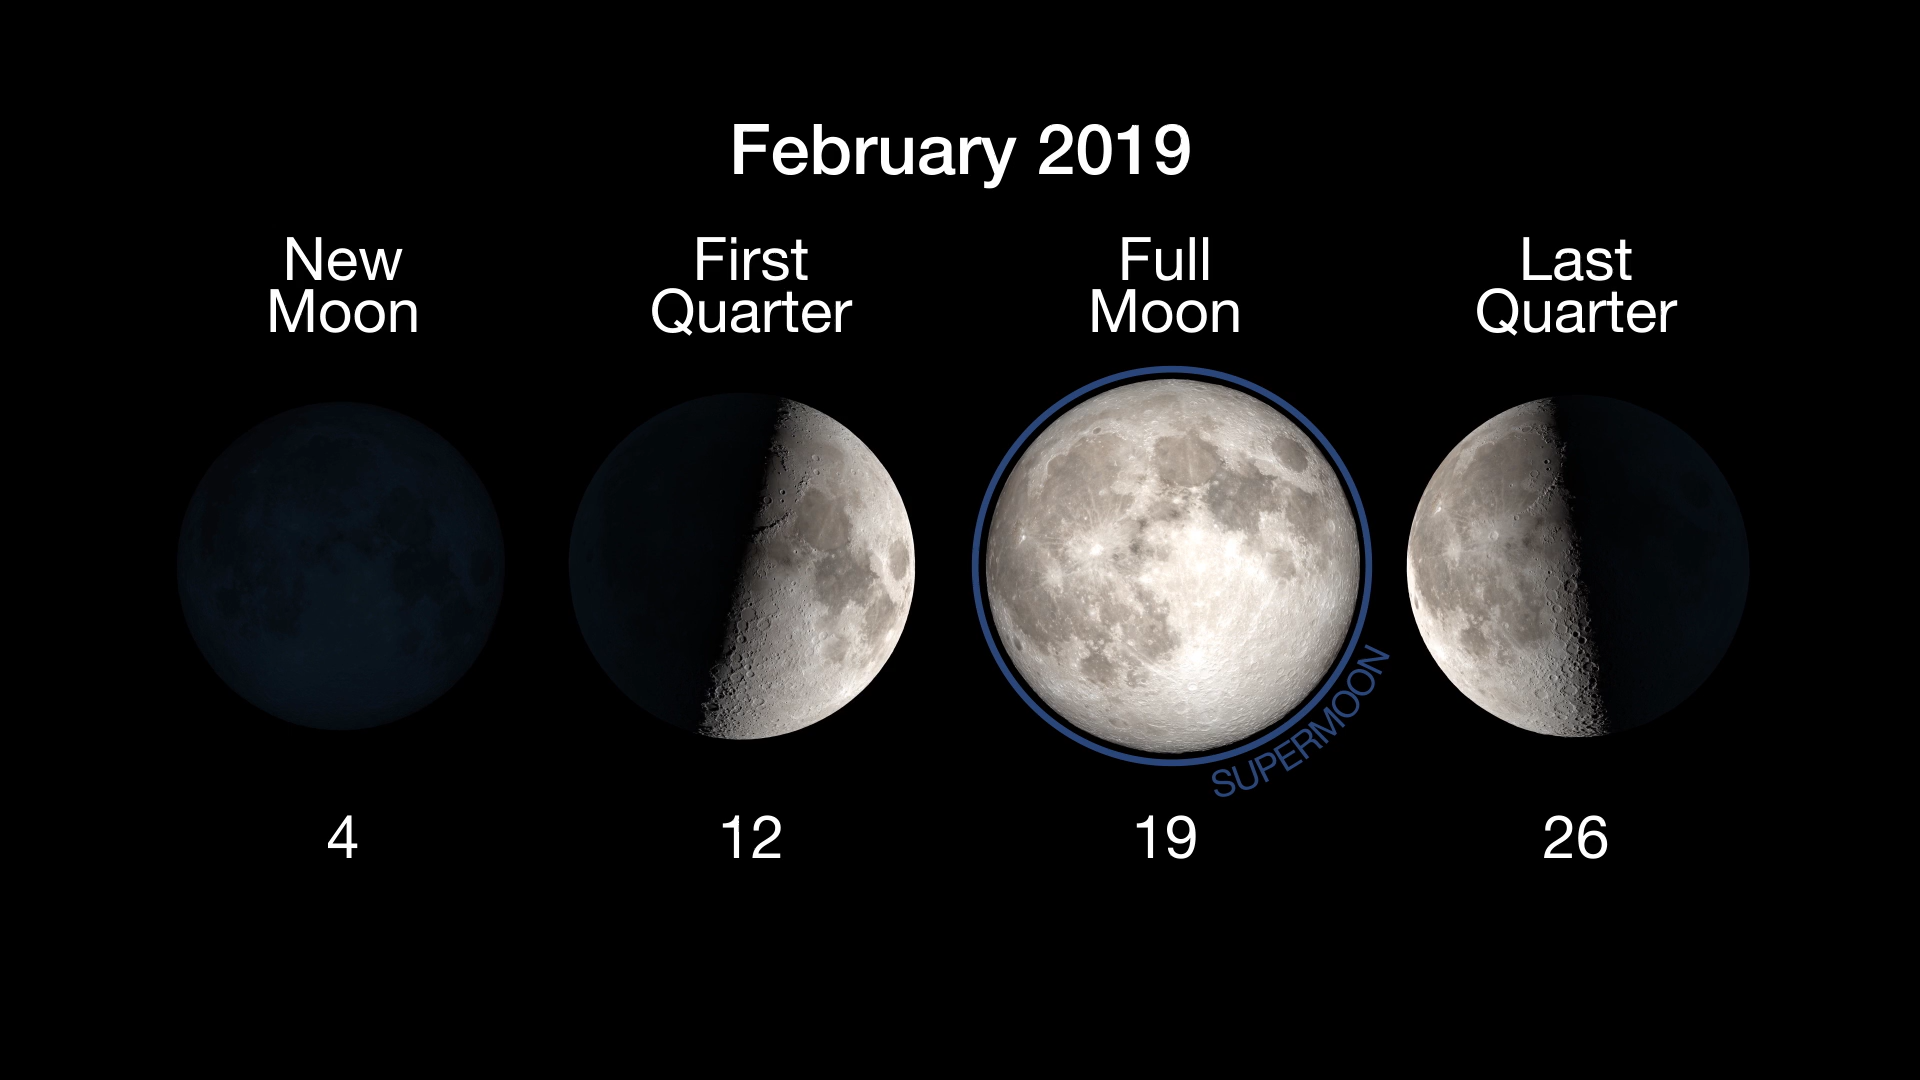 February 2019
New
Moon
First
Quarter
Full
Moon
Last
Quarter
SUPERMOON
4
12
19
26